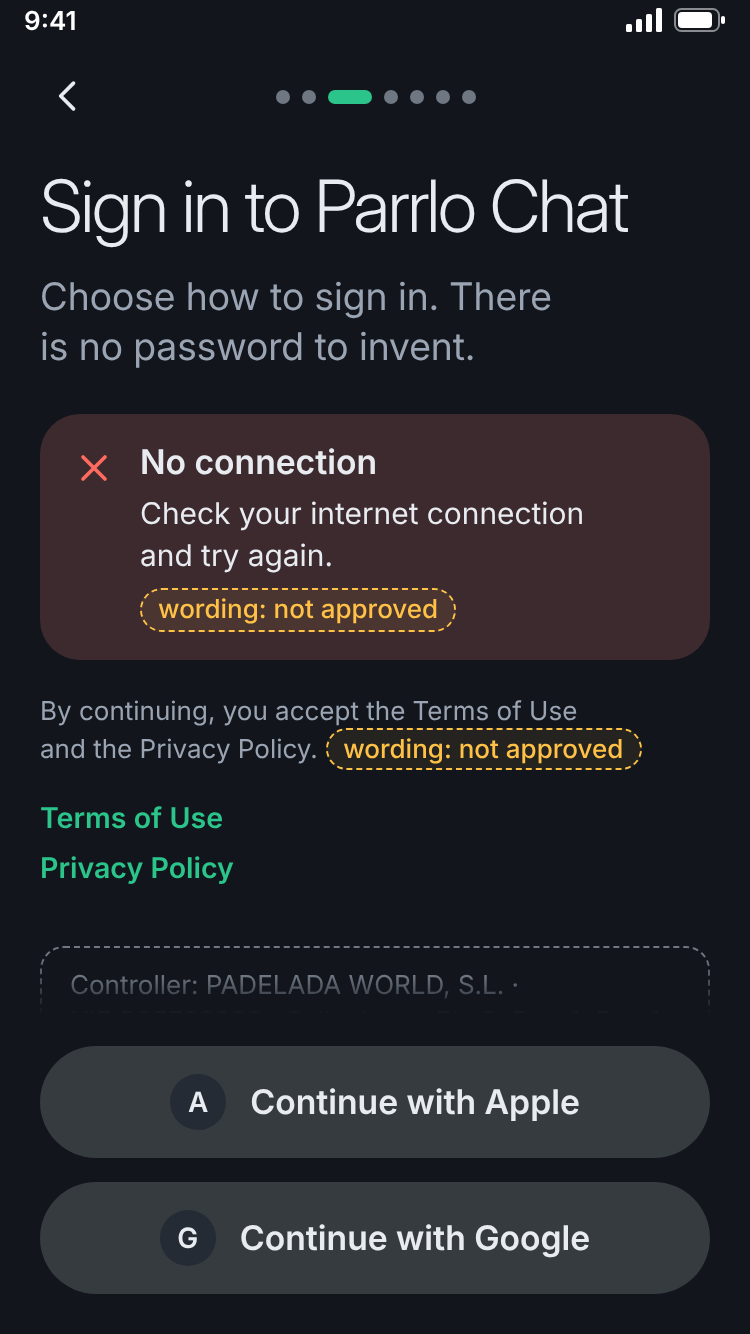 9:41
Sign in to Parrlo Chat
Choose how to sign in. There
is no password to invent.
No connection
Check your internet connection
and try again.
wording: not approved
By continuing, you accept the Terms of Use
and the Privacy Policy. wording: not approved
Terms of Use
Privacy Policy
Controller: PADELADA WORLD, S.L. ·
A Continue with Apple
G Continue with Google